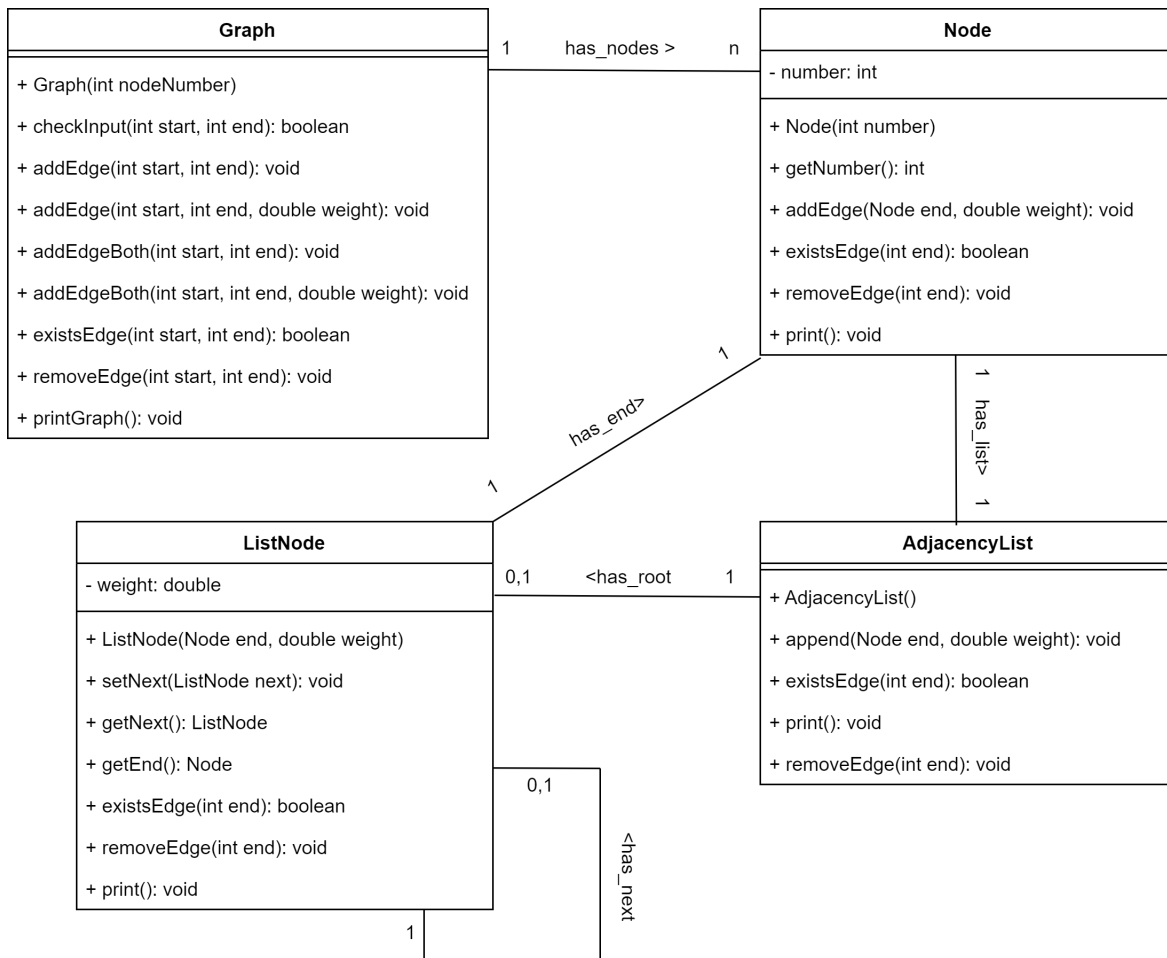 Graph
+ Graph(int nodeNumber)
+ checkInput(int start, int end): boolean
+ addEdge(int start, int end): void
+ addEdge(int start, int end, double weight): void
+ addEdgeBoth(int start, int end): void
+ addEdgeBoth(int start, int end, double weight): void
+ existsEdge(int start, int end): boolean
+ removeEdge(int start, int end): void
+ printGraph(): void
1 has_nodes > n
Node
- number: int
+ Node(int number)
+ getNumber(): int
+ addEdge(Node end, double weight): void
+ existsEdge(int end): boolean
+ removeEdge(int end): void
+ print(): void
1 has_end> 1
1 has_list> 1
ListNode
- weight: double
+ ListNode(Node end, double weight)
+ setNext(ListNode next): void
+ getNext(): ListNode
+ getEnd(): Node
+ existsEdge(int end): boolean
+ removeEdge(int end): void
+ print(): void
0,1 <has_root 1
AdjacencyList
+ AdjacencyList()
+ append(Node end, double weight): void
+ existsEdge(int end): boolean
+ print(): void
+ removeEdge(int end): void
0,1
<has_next
1